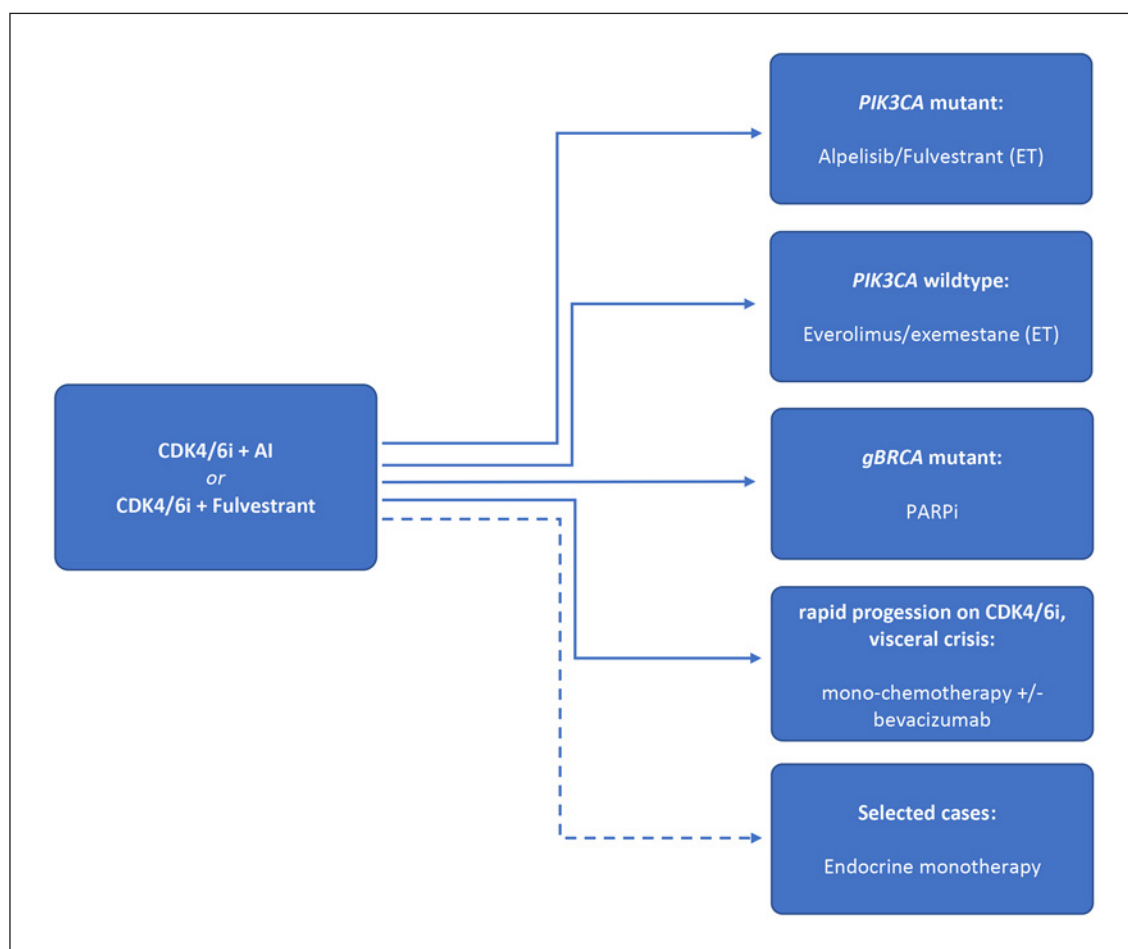 PIK3CA mutant:
Alpelisib/Fulvestrant (ET)
PIK3CA wildtype:
Everolimus/exemestane (ET)
CDK4/6i + AI
or
CDK4/6i + Fulvestrant
gBRCA mutant:
PARPi
rapid progession on CDK4/6i,
visceral crisis:
mono-chemotherapy +/-
bevacizumab
Selected cases:
Endocrine monotherapy